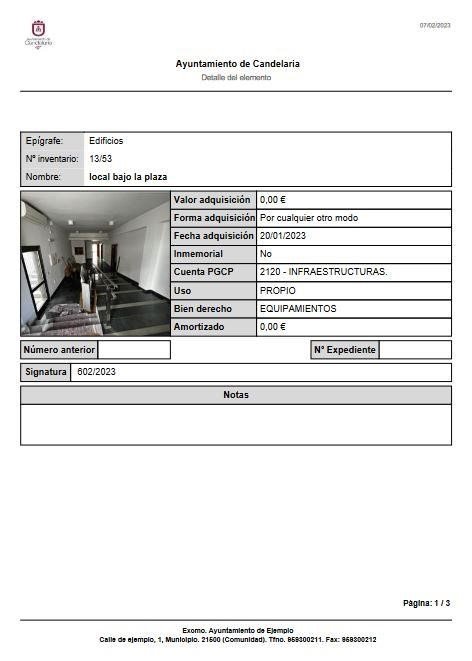 07/02/2023
Ayuntamiento de
Candelaria
Ayuntamiento de Candelaria
Detalle del elemento
Epígrafe: Edificios
Nº inventario: 13/53
Nombre: local bajo la plaza
Valor adquisición 0,00 €
Forma adquisición Por cualquier otro modo
Fecha adquisición 20/01/2023
Inmemorial No
Cuenta PGCP 2120 - INFRAESTRUCTURAS.
Uso PROPIO
Bien derecho EQUIPAMIENTOS
Amortizado 0,00 €
Número anterior Nº Expediente
Signatura 602/2023
Notas
Página: 1 / 3
Exomo. Ayuntamiento de Ejemplo
Calle de ejemplo, 1, Municipio. 21500 (Comunidad). Tfno. 959300211. Fax: 959300212